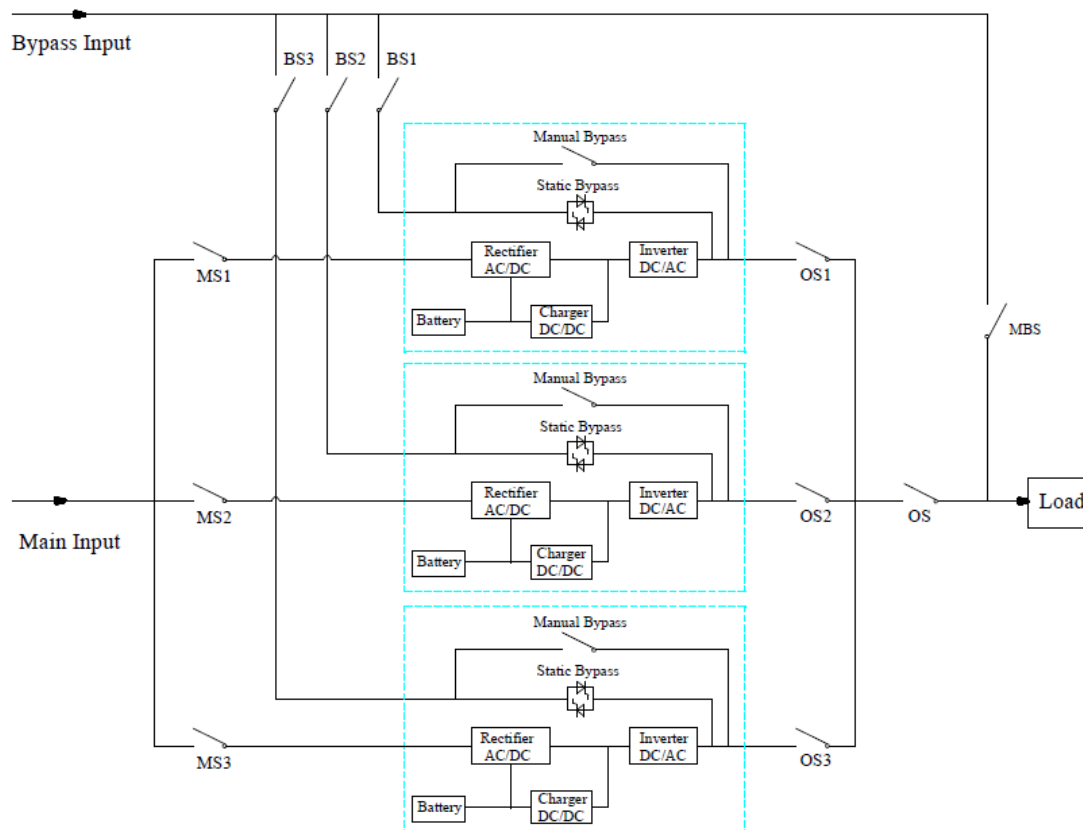 Bypass Input
BS3
BS2
BS1
Manual Bypass
Static Bypass
Rectifier
AC/DC
Inverter
DC/AC
MS1
OS1
Battery
Charger
DC/DC
MBS
Manual Bypass
Static Bypass
Rectifier
AC/DC
Inverter
DC/AC
MS2
OS2
OS
Load
Main Input
Battery
Charger
DC/DC
Manual Bypass
Static Bypass
Rectifier
AC/DC
Inverter
DC/AC
MS3
OS3
Battery
Charger
DC/DC